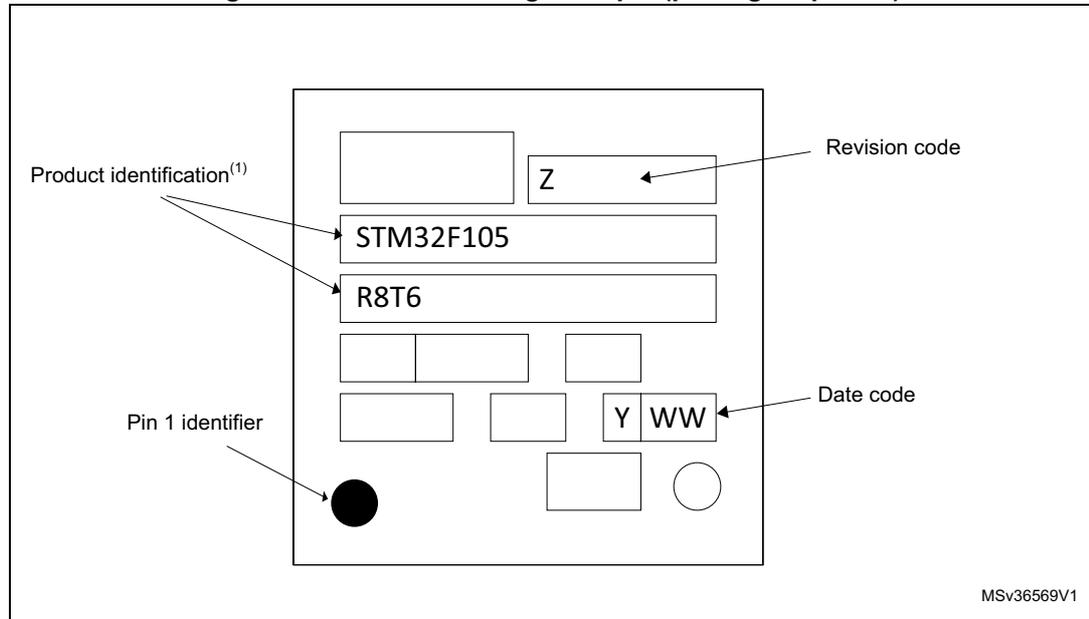 Revision code
Product identification(1)
Z
STM32F105
R8T6
Date code
Y WW
Pin 1 identifier
MSv36569V1